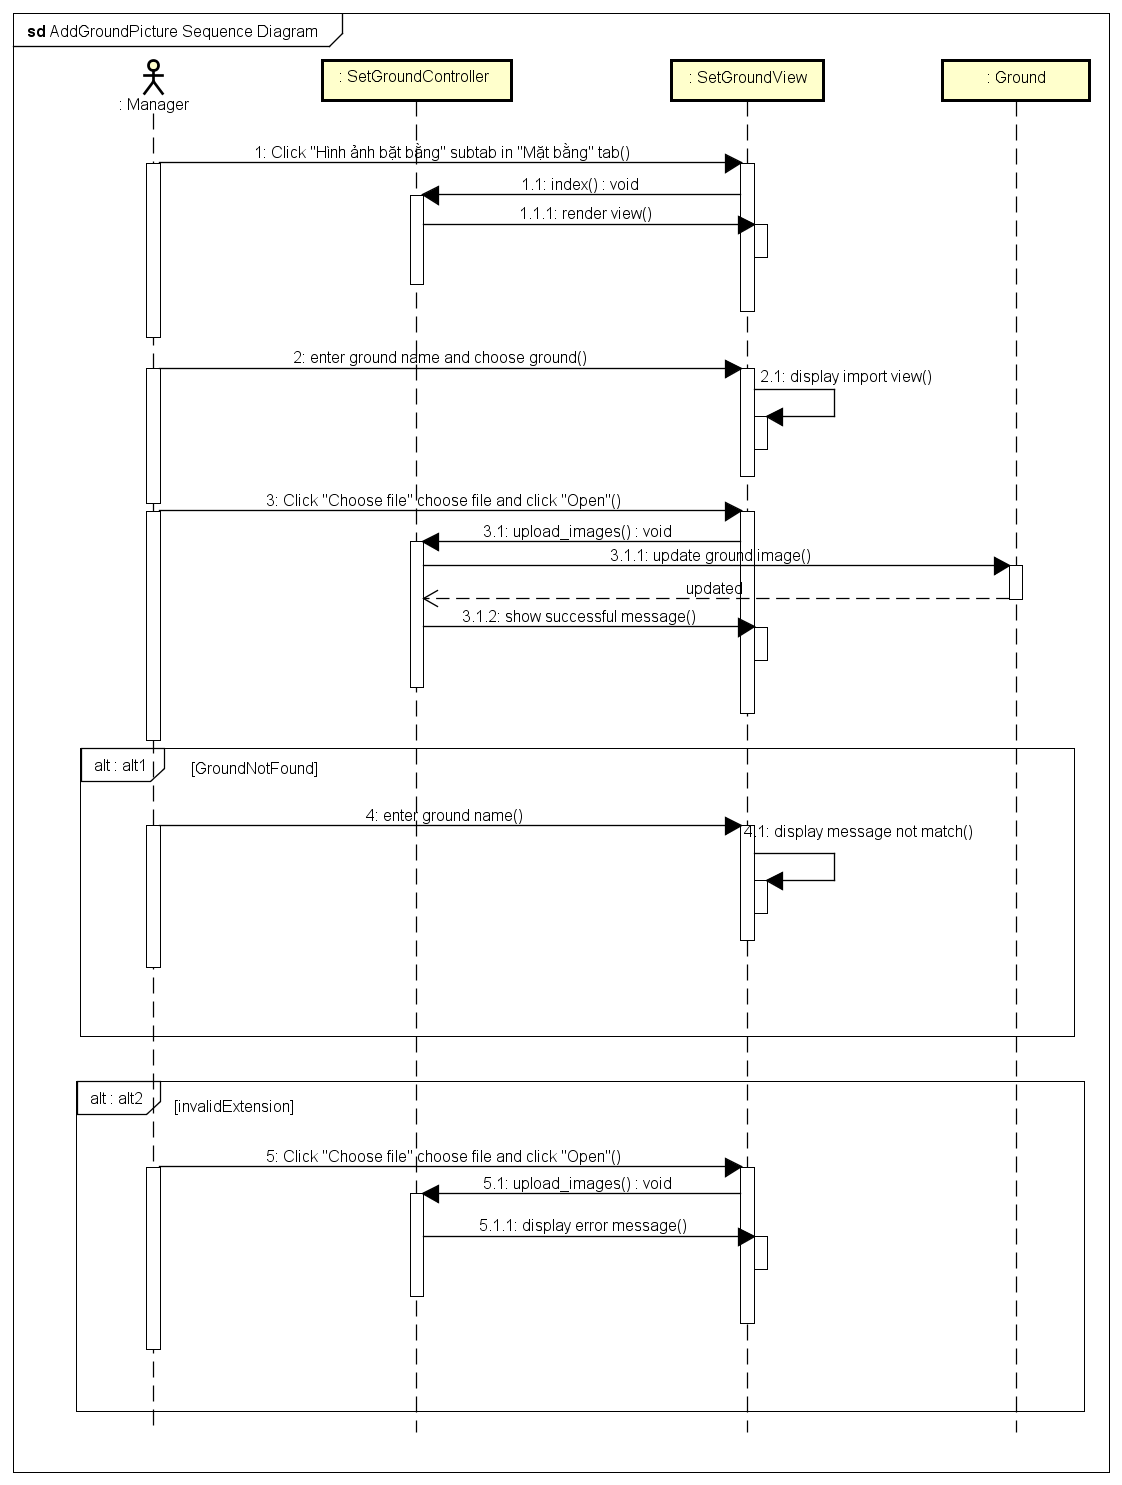 sd AddGroundPicture Sequence Diagram
: Manager
: SetGroundController
: SetGroundView
: Ground
1: Click "Hình ảnh bặt bằng" subtab in "Mặt bằng" tab()
1.1: index() : void
1.1.1: render view()
2: enter ground name and choose ground()
2.1: display import view()
3: Click "Choose file" choose file and click "Open"()
3.1: upload_images() : void
3.1.1: update ground image()
updated
3.1.2: show successful message()
alt : alt1
[GroundNotFound]
4: enter ground name()
4.1: display message not match()
alt : alt2
[invalidExtension]
5: Click "Choose file" choose file and click "Open"()
5.1: upload_images() : void
5.1.1: display error message()